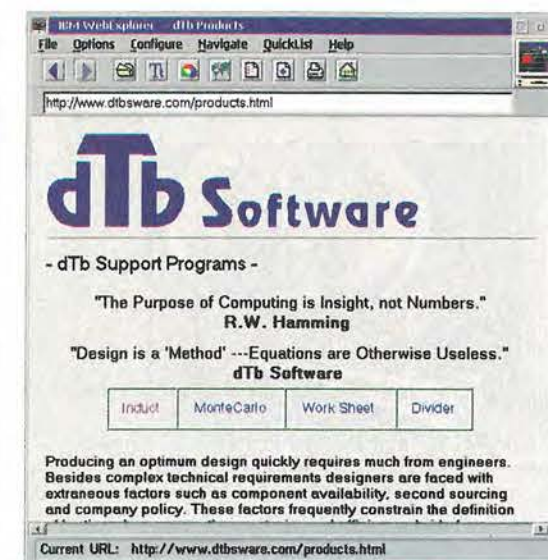 IBM WebExplorer - dTb Products
File Options Configure Navigate QuickList Help
http://www.dtbsware.com/products.html
dTb Software
- dTb Support Programs -
"The Purpose of Computing is Insight, not Numbers."
R.W. Hamming
"Design is a 'Method' ---Equations are Otherwise Useless."
dTb Software
Induct MonteCarlo Work Sheet Divider
Producing an optimum design quickly requires much from engineers.
Besides complex technical requirements designers are faced with
extraneous factors such as component availability, second sourcing
and company policy. These factors frequently constrain the definition
Current URL: http://www.dtbsware.com/products.html